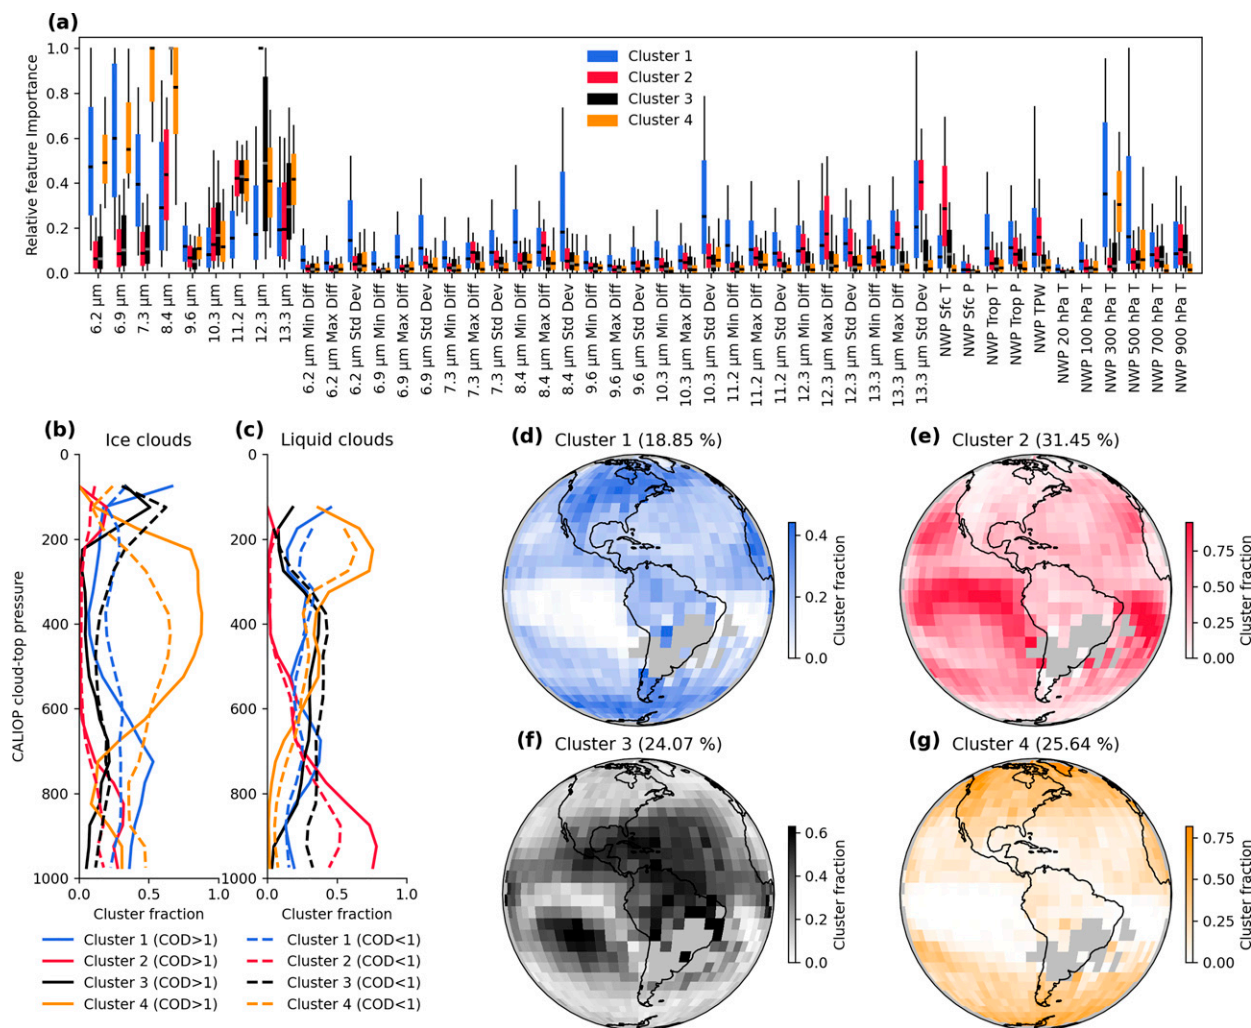 (a)
1.0
0.8
0.6
0.4
0.2
0.0
Relative feature Importance
Cluster 1
Cluster 2
Cluster 3
Cluster 4
6.2 μm
6.9 μm
7.3 μm
8.4 μm
9.6 μm
10.3 μm
11.2 μm
12.3 μm
13.3 μm
6.2 μm Min Diff
6.2 μm Max Diff
6.2 μm Std Dev
6.9 μm Min Diff
6.9 μm Max Diff
6.9 μm Std Dev
7.3 μm Min Diff
7.3 μm Max Diff
7.3 μm Std Dev
8.4 μm Min Diff
8.4 μm Max Diff
8.4 μm Std Dev
9.6 μm Min Diff
9.6 μm Max Diff
9.6 μm Std Dev
10.3 μm Min Diff
10.3 μm Max Diff
10.3 μm Std Dev
11.2 μm Min Diff
11.2 μm Max Diff
11.2 μm Std Dev
12.3 μm Min Diff
12.3 μm Max Diff
12.3 μm Std Dev
13.3 μm Min Diff
13.3 μm Max Diff
13.3 μm Std Dev
NWP Sfc T
NWP Sfc P
NWP Trop T
NWP Trop P
NWP TPW
NWP 20 hPa T
NWP 100 hPa T
NWP 300 hPa T
NWP 500 hPa T
NWP 700 hPa T
NWP 900 hPa T
(b)
Ice clouds
0
200
400
600
800
1000
CALIOP cloud-top pressure
0.0 0.5 1.0
Cluster fraction
(c)
Liquid clouds
0
200
400
600
800
1000
0.0 0.5 1.0
Cluster fraction
Cluster 1 (COD>1)
Cluster 2 (COD>1)
Cluster 3 (COD>1)
Cluster 4 (COD>1)
Cluster 1 (COD<1)
Cluster 2 (COD<1)
Cluster 3 (COD<1)
Cluster 4 (COD<1)
(d)
Cluster 1 (18.85 %)
0.4
0.2
0.0
Cluster fraction
(e)
Cluster 2 (31.45 %)
0.75
0.50
0.25
0.00
Cluster fraction
(f)
Cluster 3 (24.07 %)
0.6
0.4
0.2
0.0
Cluster fraction
(g)
Cluster 4 (25.64 %)
0.75
0.50
0.25
0.00
Cluster fraction